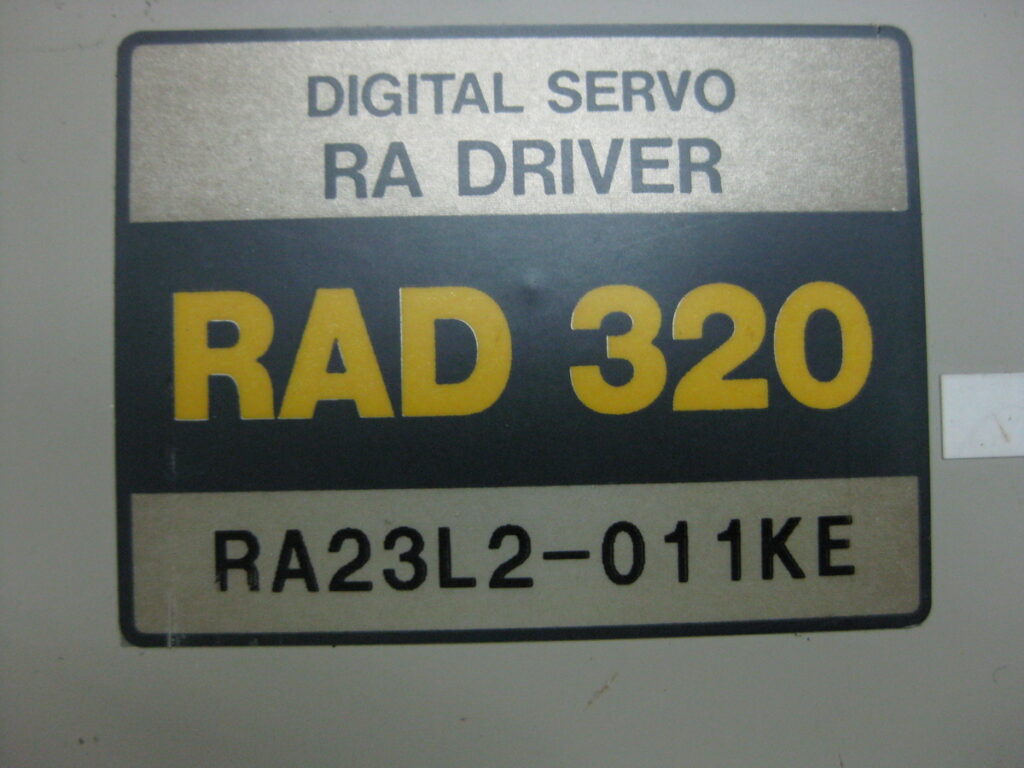 DIGITAL SERVO
RA DRIVER
RAD 320
RA23L2-011KE